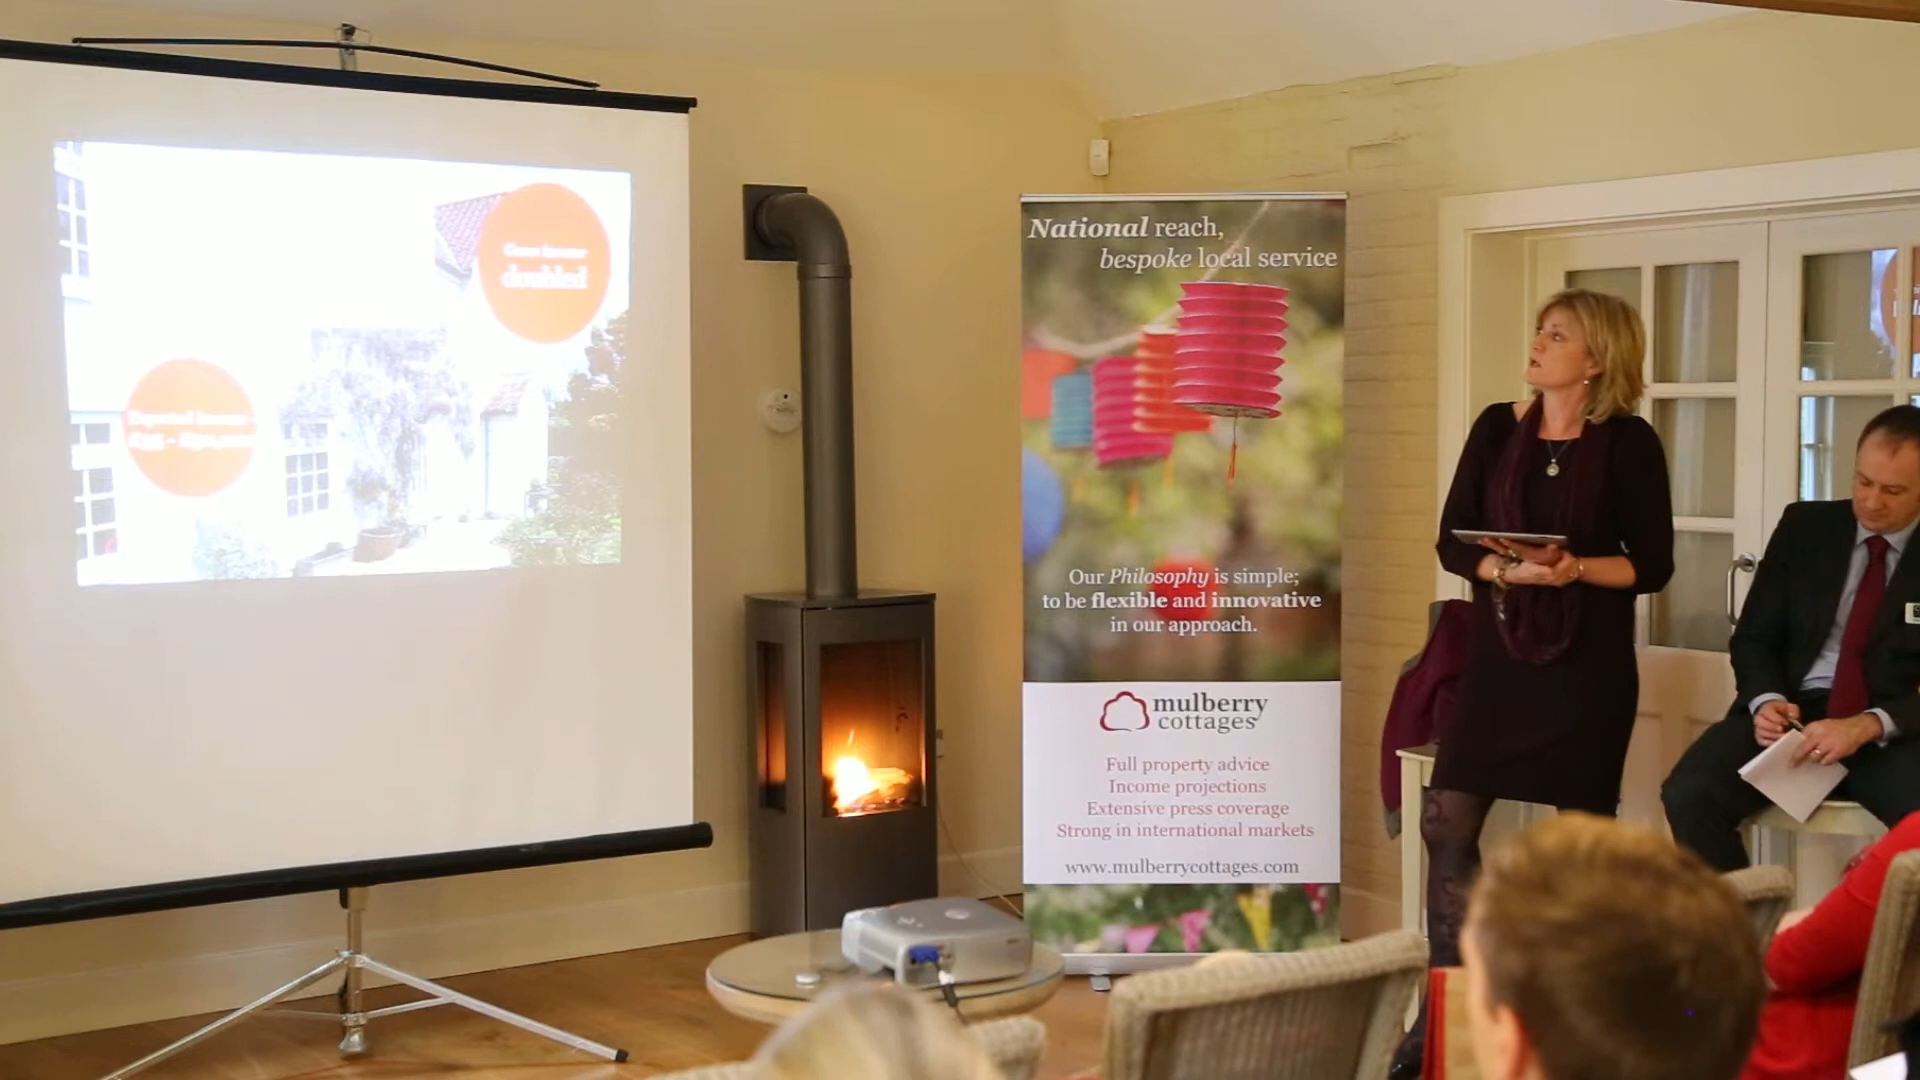 doubled
National reach,
bespoke local service
Our Philosophy is simple;
to be flexible and innovative
in our approach.
mulberry
cottages
Full property advice
Income projections
Extensive press coverage
Strong in international markets
www.mulberrycottages.com